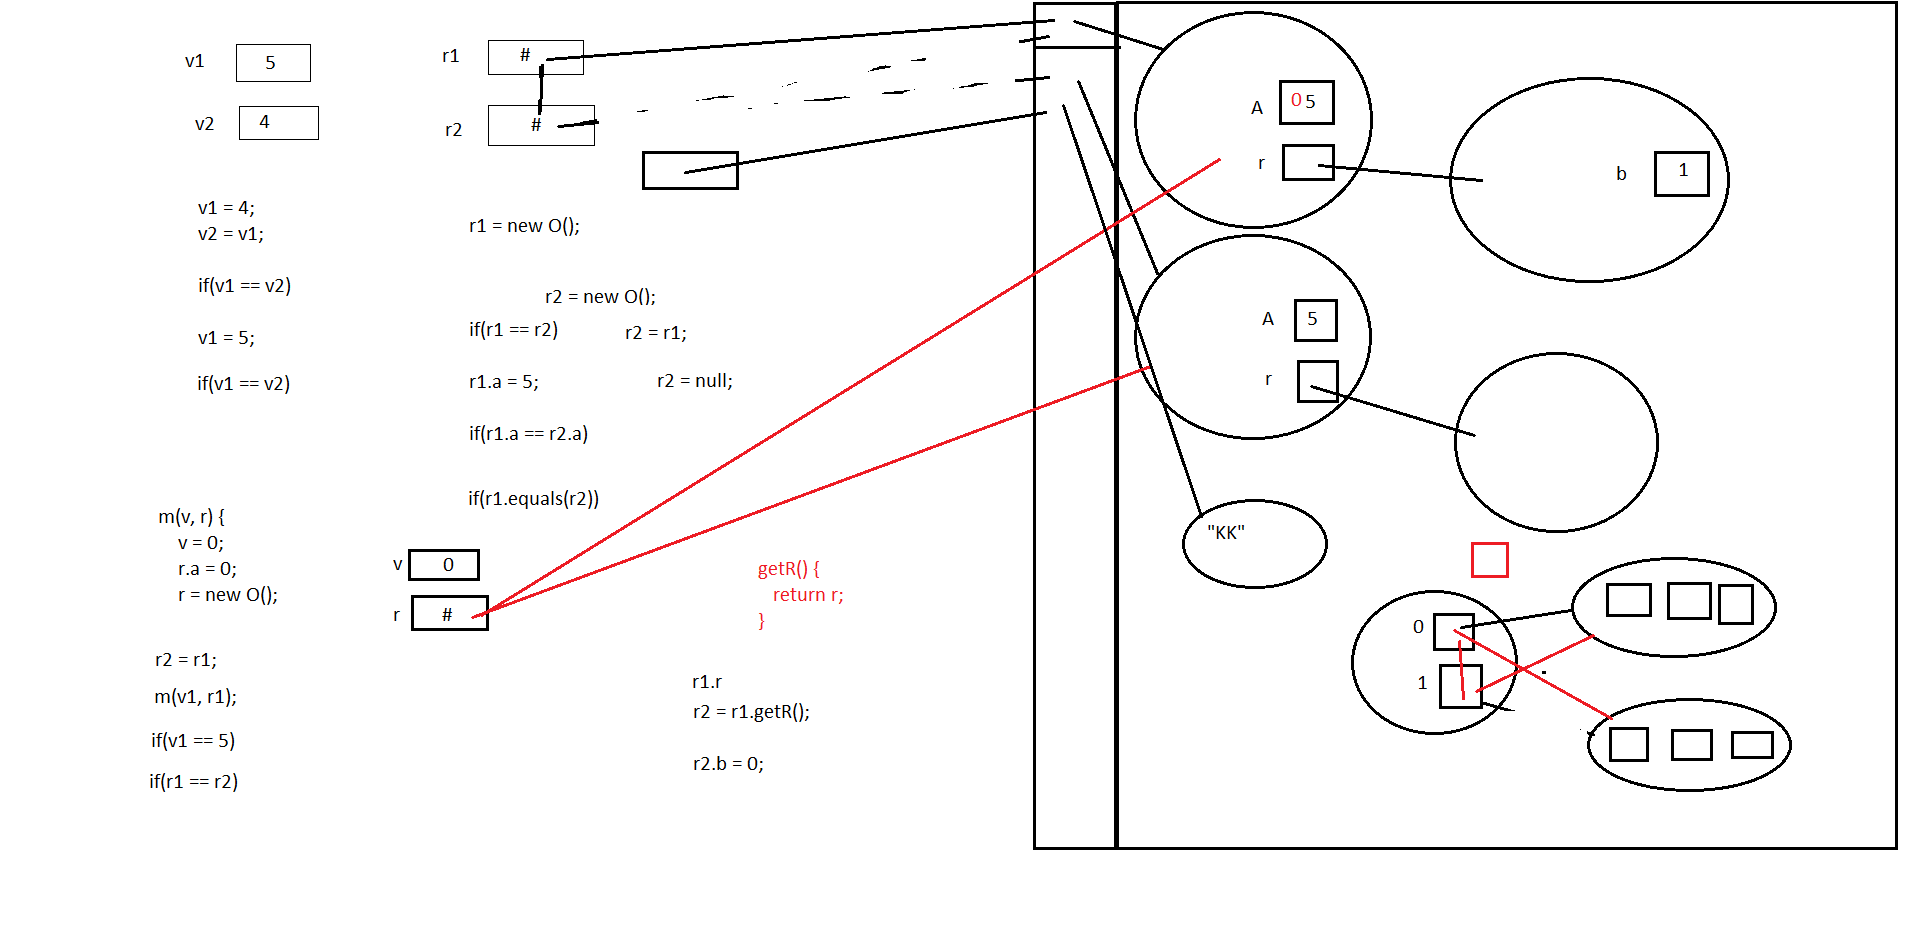 v1
5
v2
4
v1 = 4;
v2 = v1;
if(v1 == v2)
v1 = 5;
if(v1 == v2)
r1
#
r2
#
r1 = new O();
r2 = new O();
if(r1 == r2)
r2 = r1;
r1.a = 5;
r2 = null;
if(r1.a == r2.a)
if(r1.equals(r2))
m(v, r) {
v = 0;
r.a = 0;
r = new O();
v
0
r
#
r2 = r1;
m(v1, r1);
if(v1 == 5)
if(r1 == r2)
getR() {
return r;
}
r1.r
r2 = r1.getR();
r2.b = 0;
A
0 5
r
b
1
A
5
r
"KK"
0
1